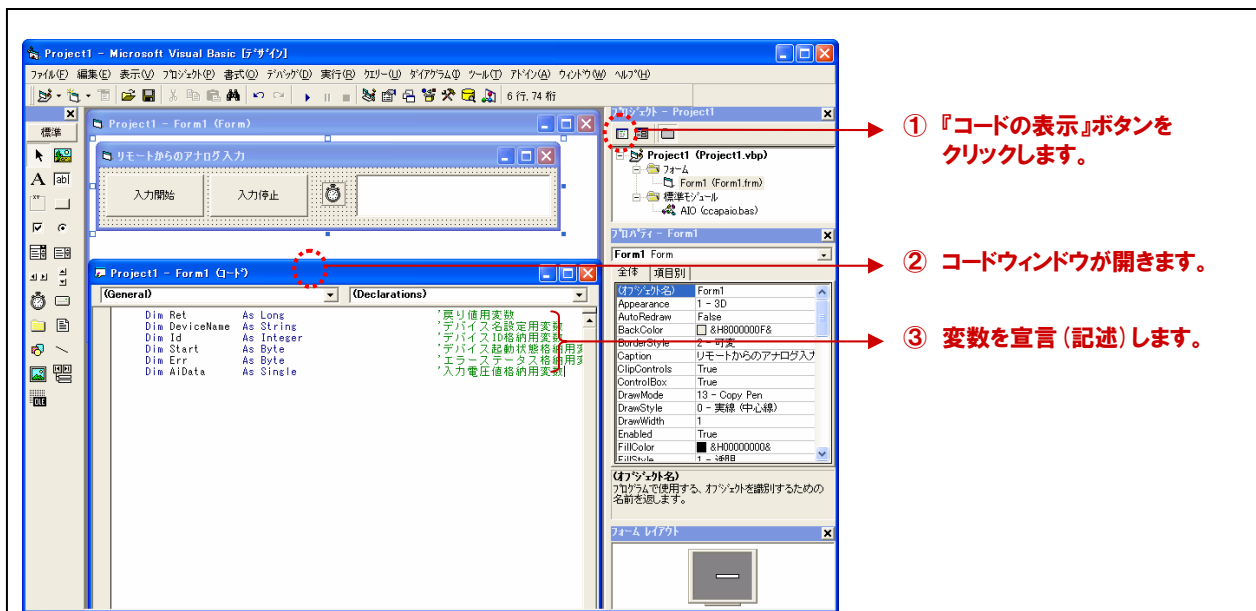 Project1 - Microsoft Visual Basic [ﾃﾞｻﾞｲﾝ]
ﾌｧｲﾙ(F) 編集(E) 表示(V) ﾌﾟﾛｼﾞｪｸﾄ(P) 書式(O) ﾃﾞﾊﾞｯｸﾞ(D) 実行(R) ｸｴﾘｰ(U) ﾀﾞｲｱｸﾞﾗﾑ(I) ﾂｰﾙ(T) ｱﾄﾞｲﾝ(A) ｳｨﾝﾄﾞｳ(W) ﾍﾙﾌﾟ(H)
6 行, 74 桁
標準
Project1 - Form1 (Form)
リモートからのアナログ入力
入力開始 入力停止
Project1 - Form1 (ｺｰﾄﾞ)
(General) (Declarations)
Dim Ret As Long '戻り値用変数
Dim DeviceName As String 'デバイス名設定用変数
Dim Id As Integer 'デバイスID格納用変数
Dim Start As Byte 'デバイス起動状態格納用変
Dim Err As Byte 'エラーステータス格納用変
Dim AiData As Single '入力電圧値格納用変数
ﾌﾟﾛｼﾞｪｸﾄ - Project1
Project1 (Project1.vbp)
ﾌｫｰﾑ
Form1 (Form1.frm)
標準ﾓｼﾞｭｰﾙ
AIO (ccapaio.bas)
ﾌﾟﾛﾊﾟﾃｨ - Form1
Form1 Form
全体 項目別
(ｵﾌﾞｼﾞｪｸﾄ名) Form1
Appearance 1 - 3D
AutoRedraw False
BackColor &H8000000F&
BorderStyle 2 - 可変
Caption リモートからのアナログ入力
ClipControls True
ControlBox True
DrawMode 13 - Copy Pen
DrawStyle 0 - 実線 (中心線)
DrawWidth 1
Enabled True
FillColor &H00000000&
FillStyle 1 - 透明
(ｵﾌﾞｼﾞｪｸﾄ名)
ﾌﾟﾛｸﾞﾗﾑで使用する、ｵﾌﾞｼﾞｪｸﾄを識別するための
名前を返します。
ﾌｫｰﾑ ﾚｲｱｳﾄ
① 『コードの表示』ボタンを
クリックします。
② コードウィンドウが開きます。
③ 変数を宣言（記述）します。